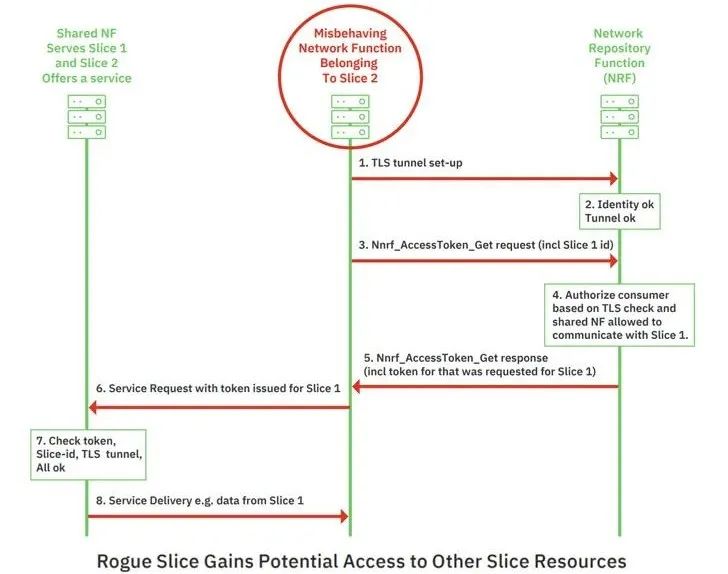 Shared NF
Serves Slice 1
and Slice 2
Offers a service
Misbehaving
Network Function
Belonging
To Slice 2
Network
Repository
Function
(NRF)
1. TLS tunnel set-up
2. Identity ok
Tunnel ok
3. Nnrf_AccessToken_Get request (incl Slice 1 id)
4. Authorize consumer
based on TLS check and
shared NF allowed to
communicate with Slice 1.
5. Nnrf_AccessToken_Get response
(incl token for that was requested for Slice 1)
6. Service Request with token issued for Slice 1
7. Check token,
Slice-id, TLS tunnel,
All ok
8. Service Delivery e.g. data from Slice 1
Rogue Slice Gains Potential Access to Other Slice Resources